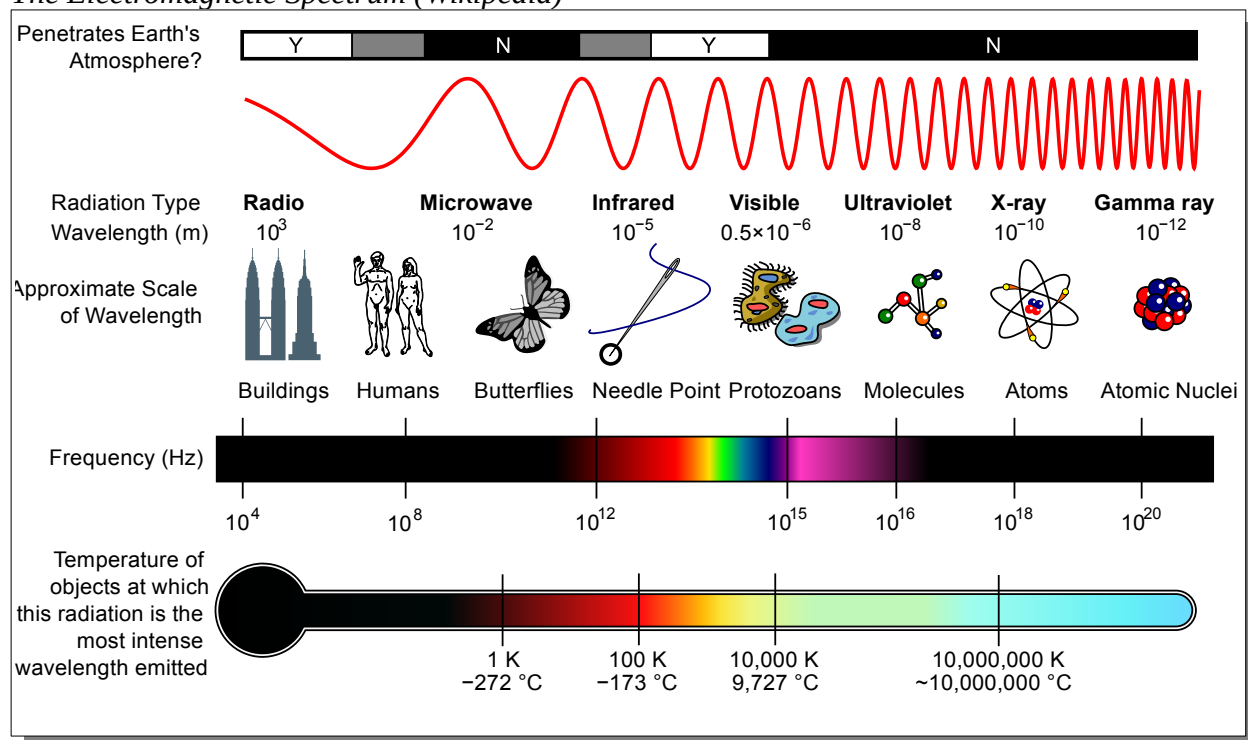 The Electromagnetic Spectrum (Wikipedia)
Penetrates Earth's
Atmosphere?
Y N Y N
Radiation Type
Radio Microwave Infrared Visible Ultraviolet X-ray Gamma ray
Wavelength (m)
10³ 10⁻² 10⁻⁵ 0.5×10⁻⁶ 10⁻⁸ 10⁻¹⁰ 10⁻¹²
Approximate Scale
of Wavelength
Buildings Humans Butterflies Needle Point Protozoans Molecules Atoms Atomic Nuclei
Frequency (Hz)
10⁴ 10⁸ 10¹² 10¹⁵ 10¹⁶ 10¹⁸ 10²⁰
Temperature of
objects at which
this radiation is the
most intense
wavelength emitted
1 K 100 K 10,000 K 10,000,000 K
−272 °C −173 °C 9,727 °C ~10,000,000 °C